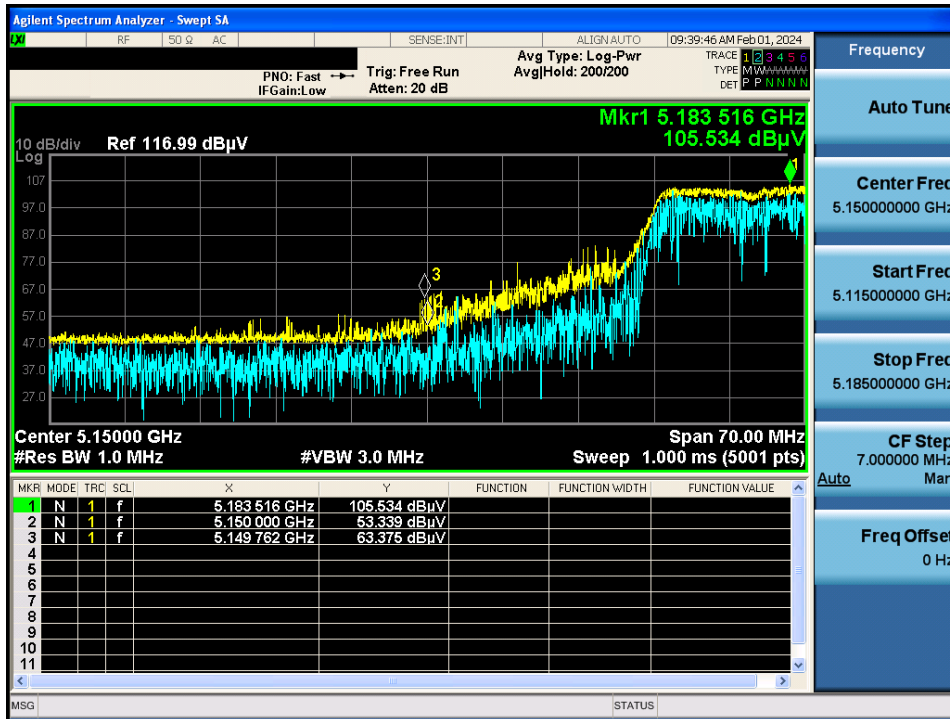 Agilent Spectrum Analyzer - Swept SA
LXI RF 50 Ω AC SENSE:INT ALIGN AUTO 09:39:46 AM Feb 01, 2024
PNO: Fast Trig: Free Run Avg Type: Log-Pwr TRACE 1 2 3 4 5 6
IFGain:Low Atten: 20 dB Avg|Hold: 200/200 TYPE M W W W W W
DET P P N N N N
Mkr1 5.183 516 GHz
105.534 dBµV
10 dB/div Ref 116.99 dBµV
Log
107
97.0
87.0
77.0
67.0
57.0
47.0
37.0
27.0
1
3
2
Center 5.15000 GHz Span 70.00 MHz
#Res BW 1.0 MHz #VBW 3.0 MHz Sweep 1.000 ms (5001 pts)
MKR MODE TRC SCL X Y FUNCTION FUNCTION WIDTH FUNCTION VALUE
1 N 1 f 5.183 516 GHz 105.534 dBµV
2 N 1 f 5.150 000 GHz 53.339 dBµV
3 N 1 f 5.149 762 GHz 63.375 dBµV
4
5
6
7
8
9
10
11
MSG STATUS
Frequency
Auto Tune
Center Freq
5.150000000 GHz
Start Freq
5.115000000 GHz
Stop Freq
5.185000000 GHz
CF Step
7.000000 MHz
Auto Man
Freq Offset
0 Hz